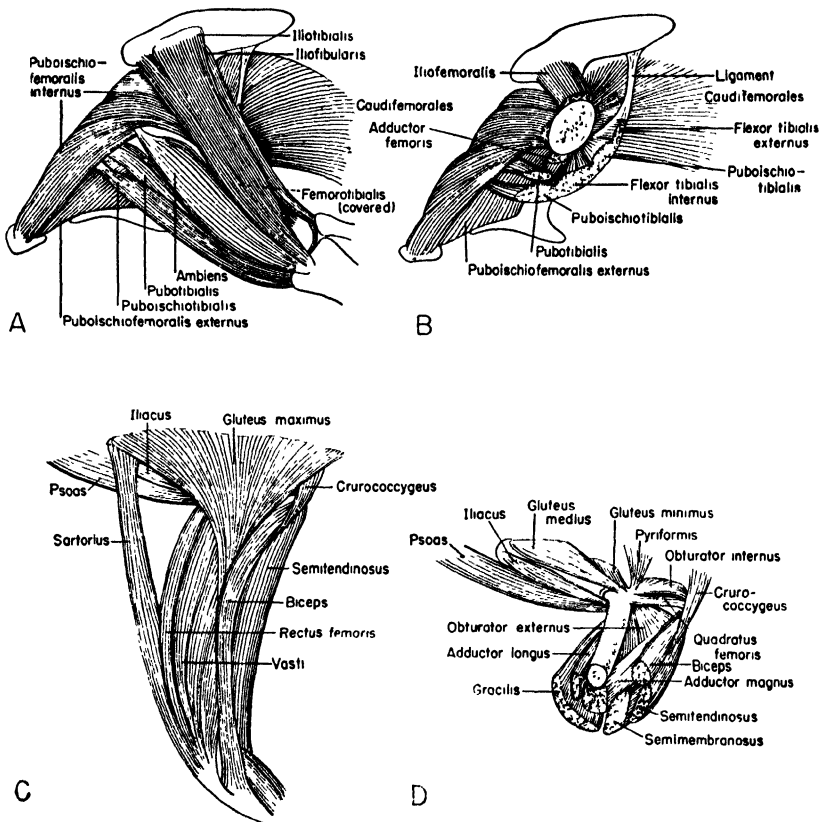 Iliotibialis
Iliofibularis
Puboischio-
femoralis
internus
Caudifemorales
Femorotibialis
(covered)
Ambiens
Pubotibialis
Puboischiotibialis
Puboischiofemoralis externus
A
Iliofemoralis
Ligament
Caudifemorales
Adductor
femoris
Flexor tibialis
externus
Puboischio-
tibialis
Flexor tibialis
internus
Puboischiotibialis
Pubotibialis
Puboischiofemoralis externus
B
Iliacus
Gluteus maximus
Psoas
Crurococcygeus
Sartorius
Semitendinosus
Biceps
Rectus femoris
Vasti
C
Gluteus
medius
Gluteus minimus
Iliacus
Pyriformis
Psoas
Obturator internus
Cruro-
coccygeus
Obturator externus
Quadratus
femoris
Adductor longus
Biceps
Adductor magnus
Gracilis
Semitendinosus
Semimembranosus
D